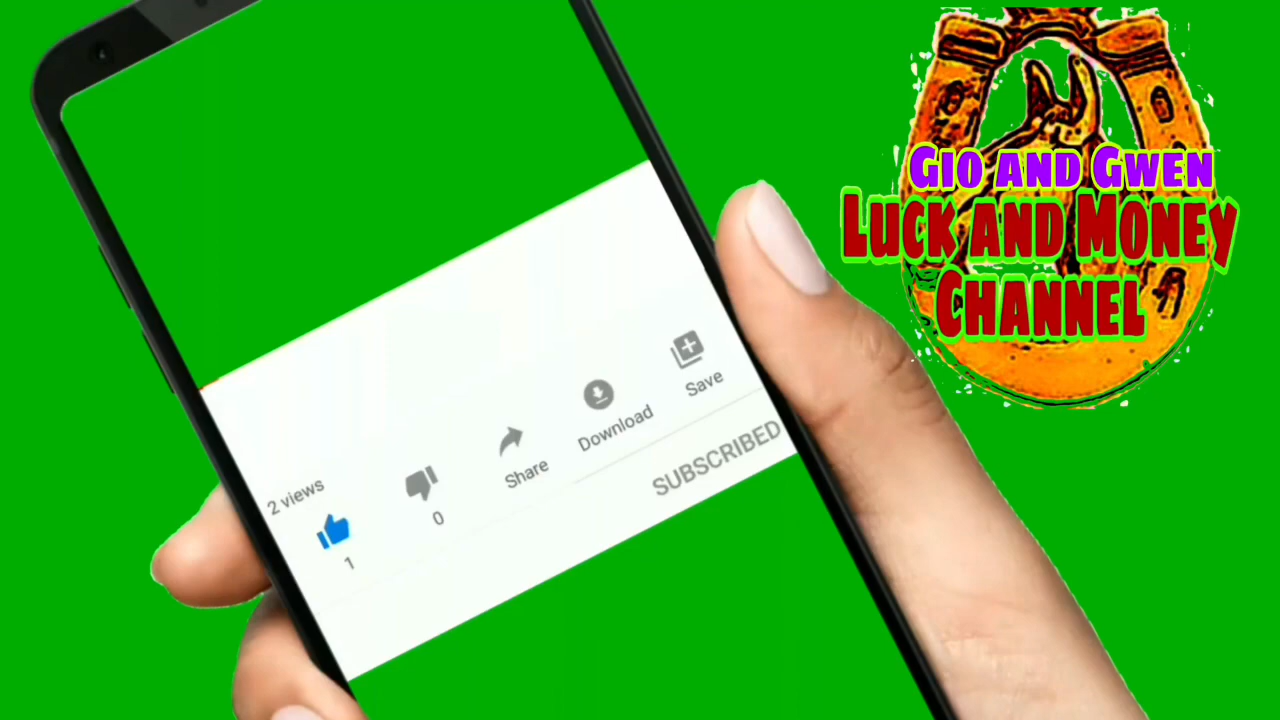 Gio and Gwen
Luck and Money
Channel
2 views
1
0
Share
Download
Save
SUBSCRIBED